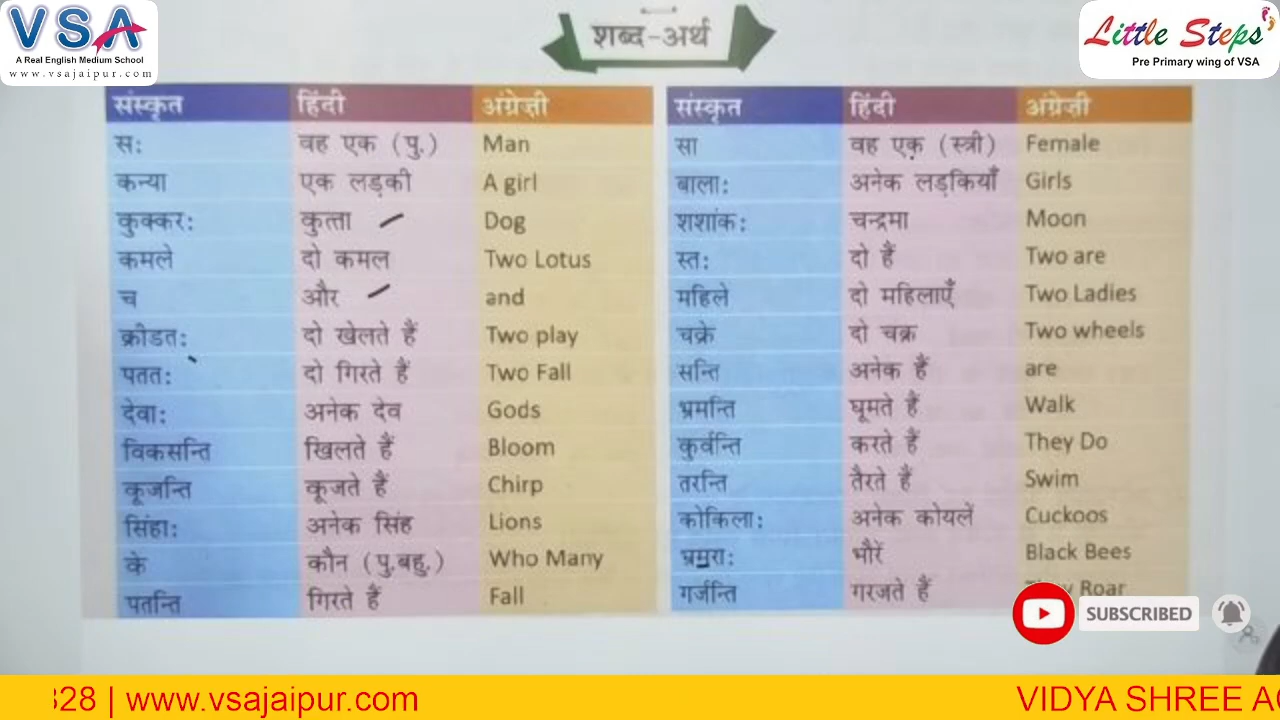 VSA
A Real English Medium School
www.vsajaipur.com
शब्द-अर्थ
Little Steps
Pre Primary wing of VSA
संस्कृत हिंदी अंग्रेज़ी
सः वह एक (पु.) Man
कन्या एक लड़की A girl
कुक्करः कुत्ता Dog
कमले दो कमल Two Lotus
च और and
क्रीडतः दो खेलते हैं Two play
पततः दो गिरते हैं Two Fall
देवाः अनेक देव Gods
विकसन्ति खिलते हैं Bloom
कूजन्ति कूजते हैं Chirp
सिंहाः अनेक सिंह Lions
के कौन (पु.बहु.) Who Many
पतन्ति गिरते हैं Fall
संस्कृत हिंदी अंग्रेज़ी
सा वह एक (स्त्री) Female
बालाः अनेक लड़कियाँ Girls
शशांकः चन्द्रमा Moon
स्तः दो हैं Two are
महिले दो महिलाएँ Two Ladies
चक्रे दो चक्र Two wheels
सन्ति अनेक हैं are
भ्रमन्ति घूमते हैं Walk
कुर्वन्ति करते हैं They Do
तरन्ति तैरते हैं Swim
कोकिलाः अनेक कोयलें Cuckoos
भ्रमराः भौरें Black Bees
गर्जन्ति गरजते हैं Roar
SUBSCRIBED
328 | www.vsajaipur.com
VIDYA SHREE